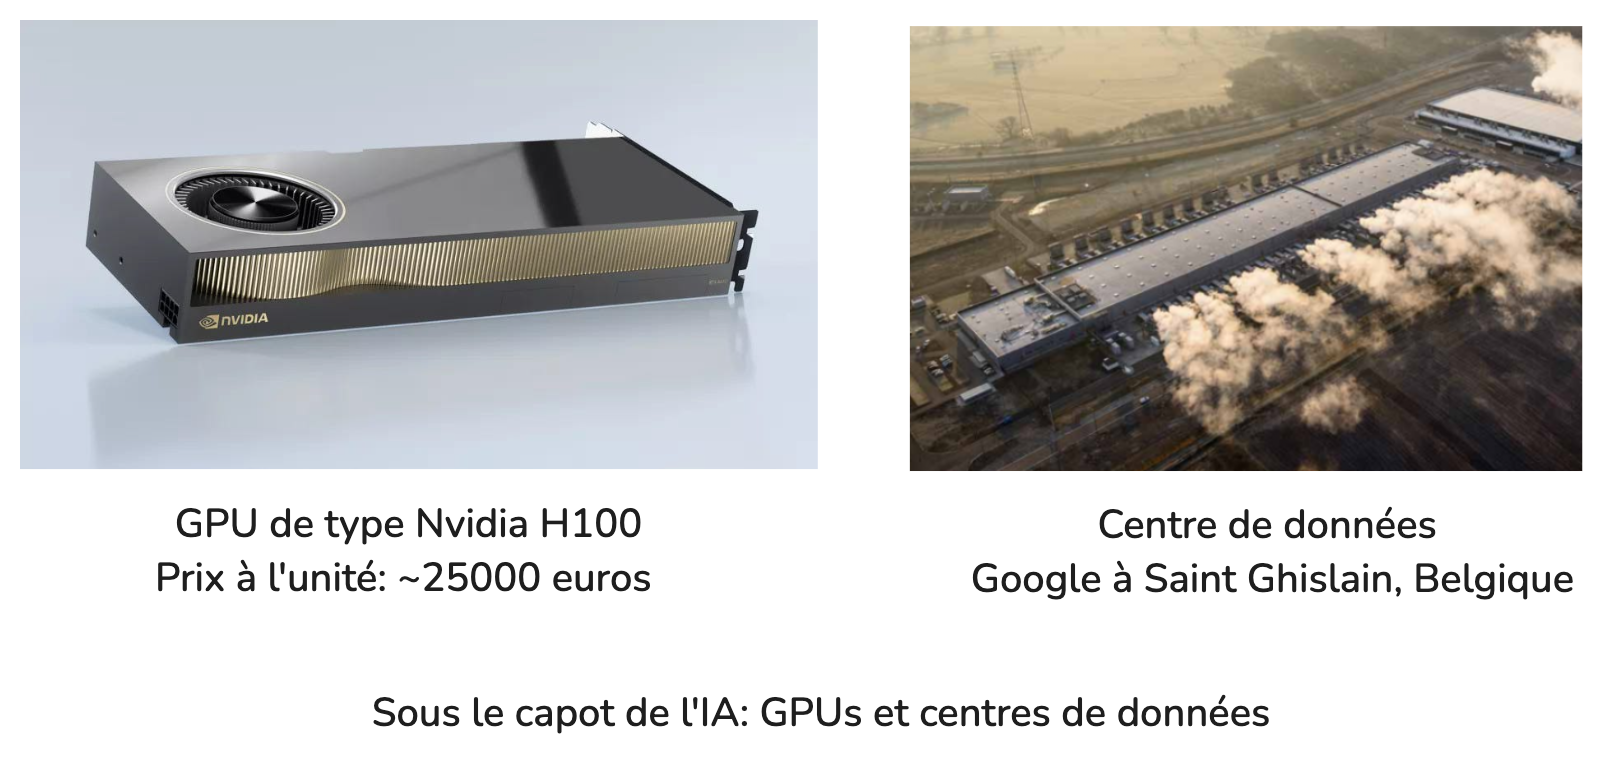 NVIDIA
GPU de type Nvidia H100
Prix à l'unité: ~25000 euros
Centre de données
Google à Saint Ghislain, Belgique
Sous le capot de l'IA: GPUs et centres de données